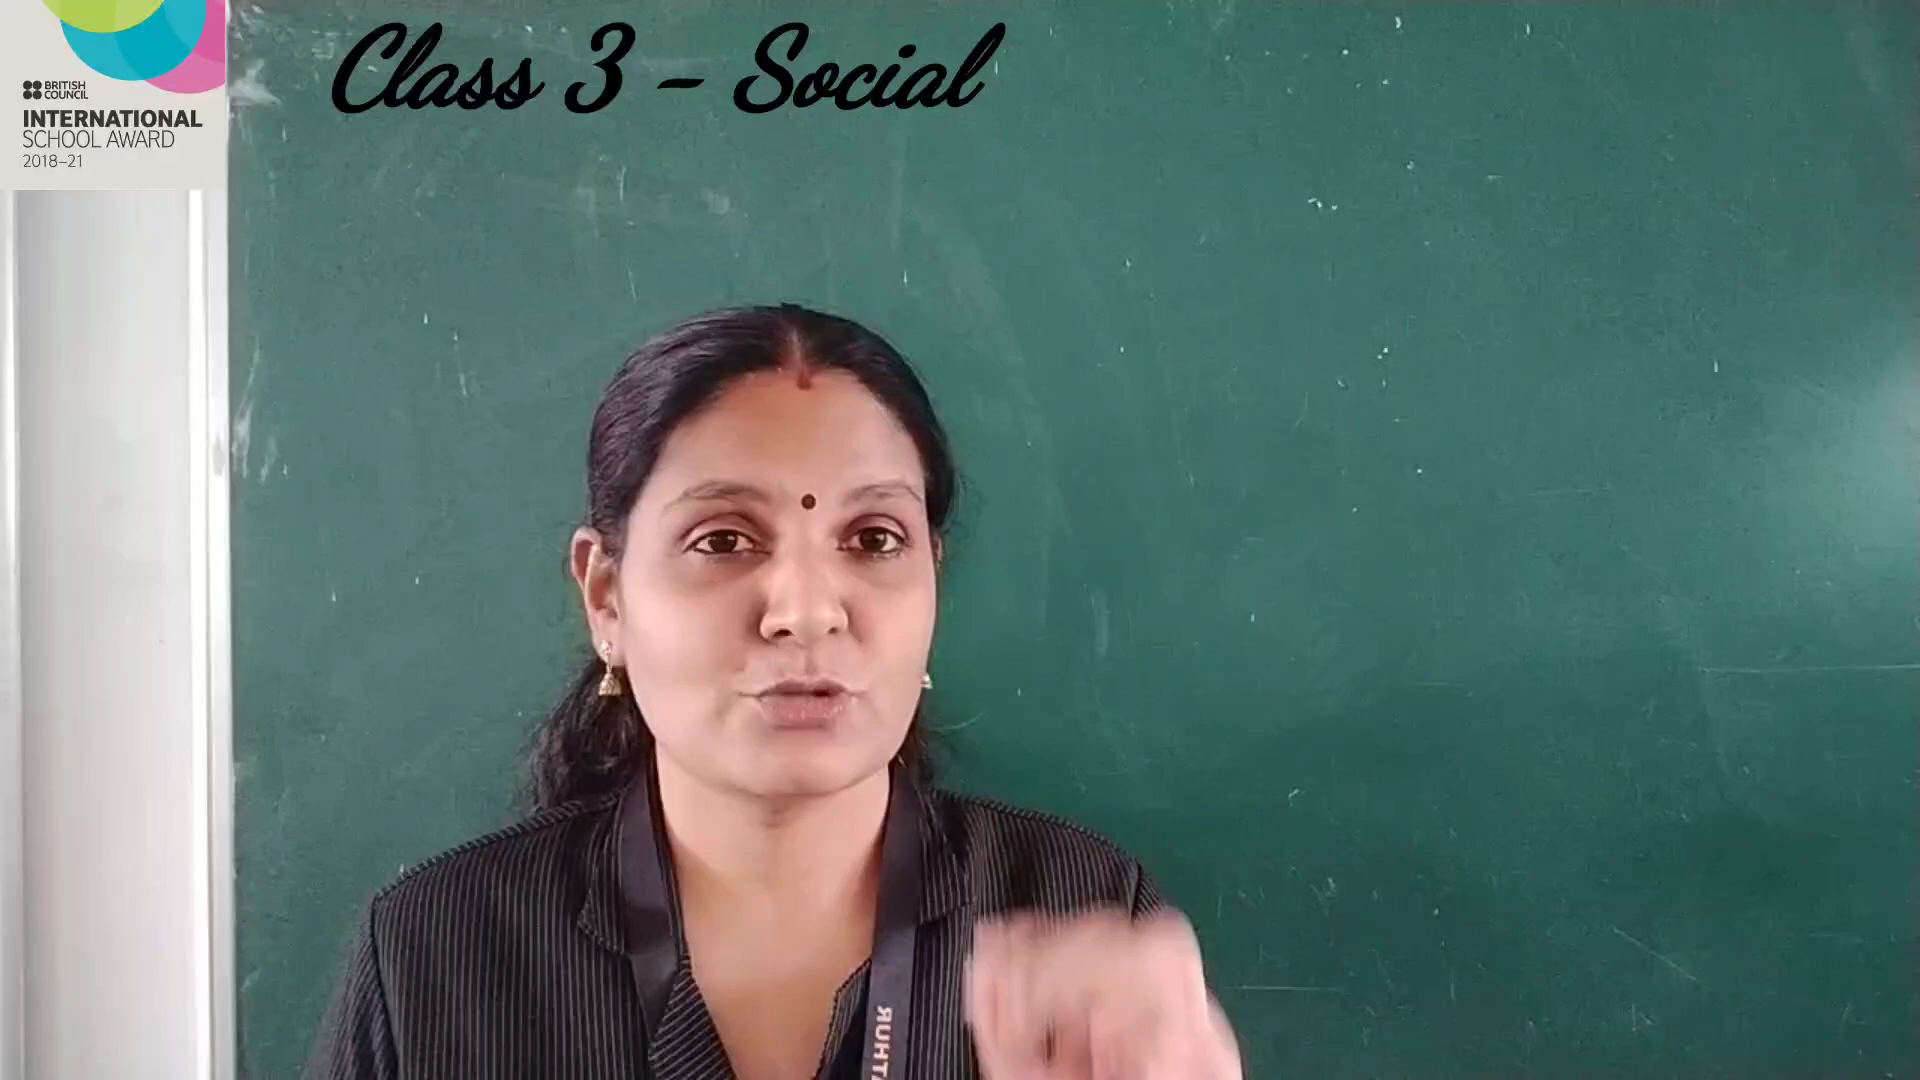 Class 3 - Social
BRITISH
COUNCIL
INTERNATIONAL
SCHOOL AWARD
2018–21